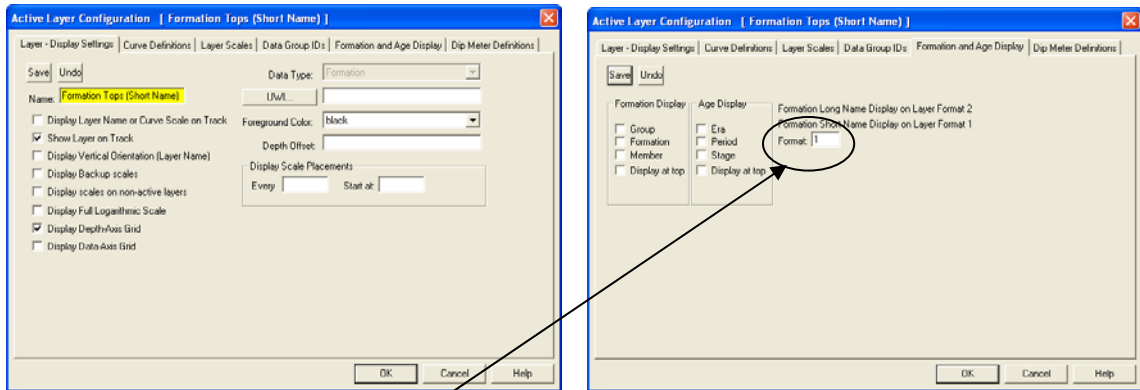 Active Layer Configuration [ Formation Tops (Short Name) ]
Layer - Display Settings Curve Definitions Layer Scales Data Group IDs Formation and Age Display Dip Meter Definitions
Save Undo
Name: Formation Tops (Short Name)
Display Layer Name or Curve Scale on Track
Show Layer on Track
Display Vertical Orientation (Layer Name)
Display Backup scales
Display scales on non-active layers
Display Full Logarithmic Scale
Display Depth-Axis Grid
Display Data-Axis Grid
Data Type: Formation
UWI...
Foreground Color: black
Depth Offset:
Display Scale Placements
Every Start at:
OK Cancel Help
Active Layer Configuration [ Formation Tops (Short Name) ]
Layer - Display Settings Curve Definitions Layer Scales Data Group IDs Formation and Age Display Dip Meter Definitions
Save Undo
Formation Display
Group
Formation
Member
Display at top
Age Display
Era
Period
Stage
Display at top
Formation Long Name Display on Layer Format 2
Formation Short Name Display on Layer Format 1
Format: 1
OK Cancel Help